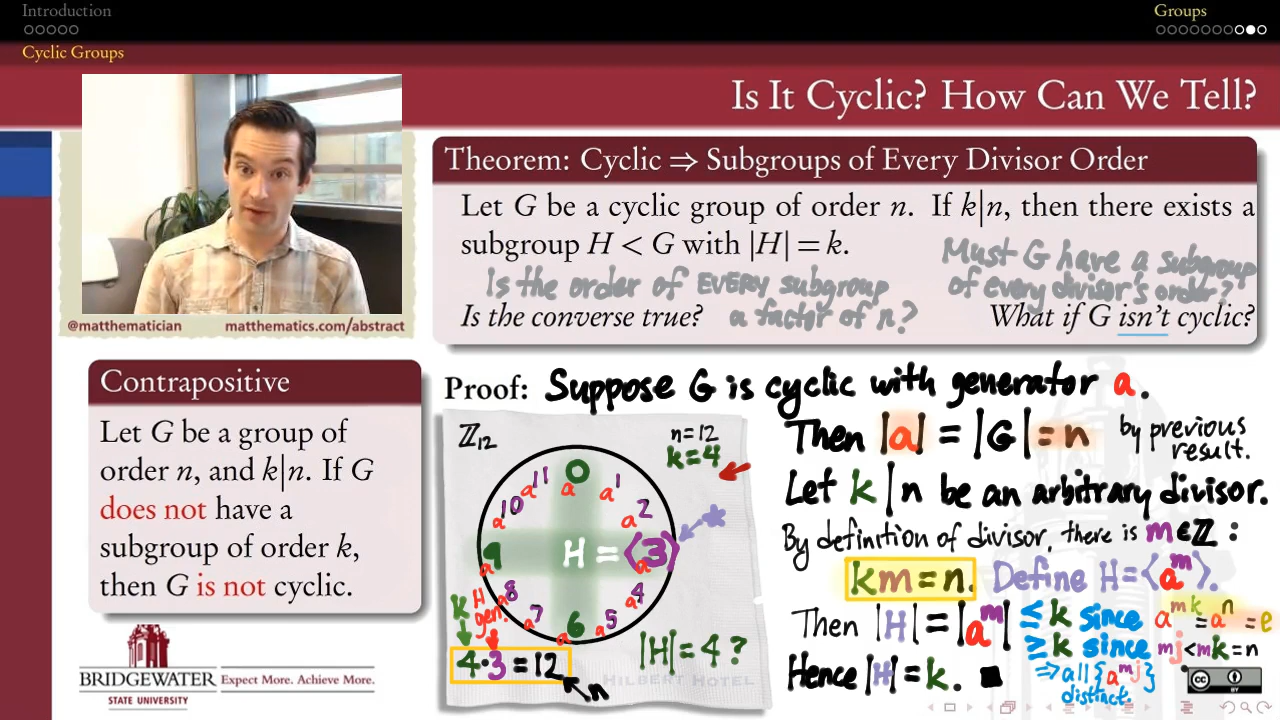 Introduction
Groups
Cyclic Groups
Is It Cyclic? How Can We Tell?
@matthematician
matthematics.com/abstract
Theorem: Cyclic ⇒ Subgroups of Every Divisor Order
Let G be a cyclic group of order n. If k|n, then there exists a
subgroup H < G with |H| = k.
Is the order of EVERY subgroup
a factor of n?
Must G have a subgroup
of every divisor's order?
Is the converse true?
What if G isn't cyclic?
Contrapositive
Let G be a group of
order n, and k|n. If G
does not have a
subgroup of order k,
then G is not cyclic.
BRIDGEWATER
STATE UNIVERSITY
Expect More. Achieve More.
Proof: Suppose G is cyclic with generator a.
ℤ12
n=12
k=4
0
a
1
a
2
a
⟨3⟩
a
4
a
5
a
6
a
7
a
8
a
9
a
10
a
11
a
H =
*
k
H
gen.
4·3=12
n
|H|=4?
HILBERT HOTEL
Then |a| = |G| = n by previous
result.
Let k|n be an arbitrary divisor.
By definition of divisor, there is m∈ℤ:
km=n. Define H=⟨a^m⟩.
Then |H|=|a^m| ≤ k since a^mk=a^n=e
≥ k since mj<mk=n
⇒ all {a^mj}
distinct.
Hence |H|=k. ■
CC BY